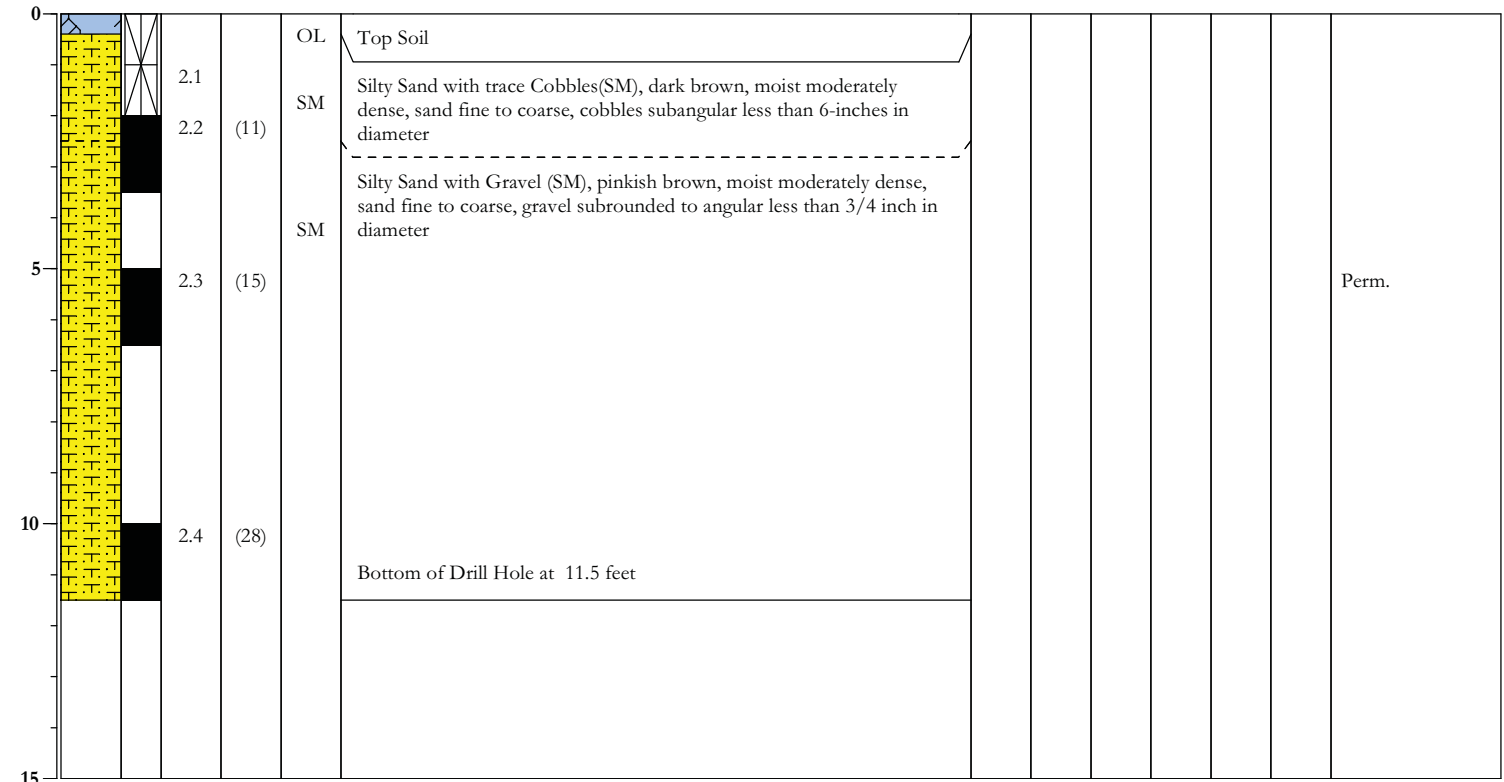 0
OL
Top Soil
2.1
SM
Silty Sand with trace Cobbles(SM), dark brown, moist moderately
dense, sand fine to coarse, cobbles subangular less than 6-inches in
diameter
2.2
(11)
Silty Sand with Gravel (SM), pinkish brown, moist moderately dense,
sand fine to coarse, gravel subrounded to angular less than 3/4 inch in
diameter
SM
5
2.3
(15)
Perm.
10
2.4
(28)
Bottom of Drill Hole at  11.5 feet
15